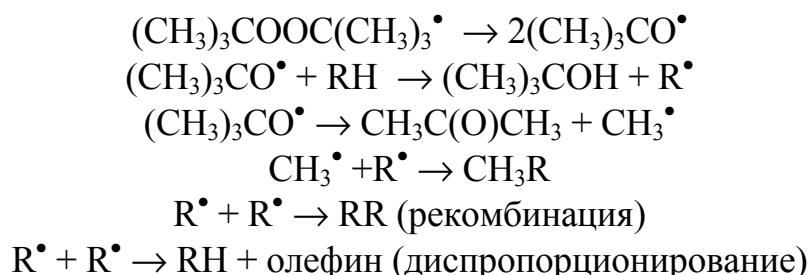 (CH₃)₃COOC(CH₃)₃• → 2(CH₃)₃CO•
(CH₃)₃CO• + RH → (CH₃)₃COH + R•
(CH₃)₃CO• → CH₃C(O)CH₃ + CH₃•
CH₃• +R• → CH₃R
R• + R• → RR (рекомбинация)
R• + R• → RH + олефин (диспропорционирование)